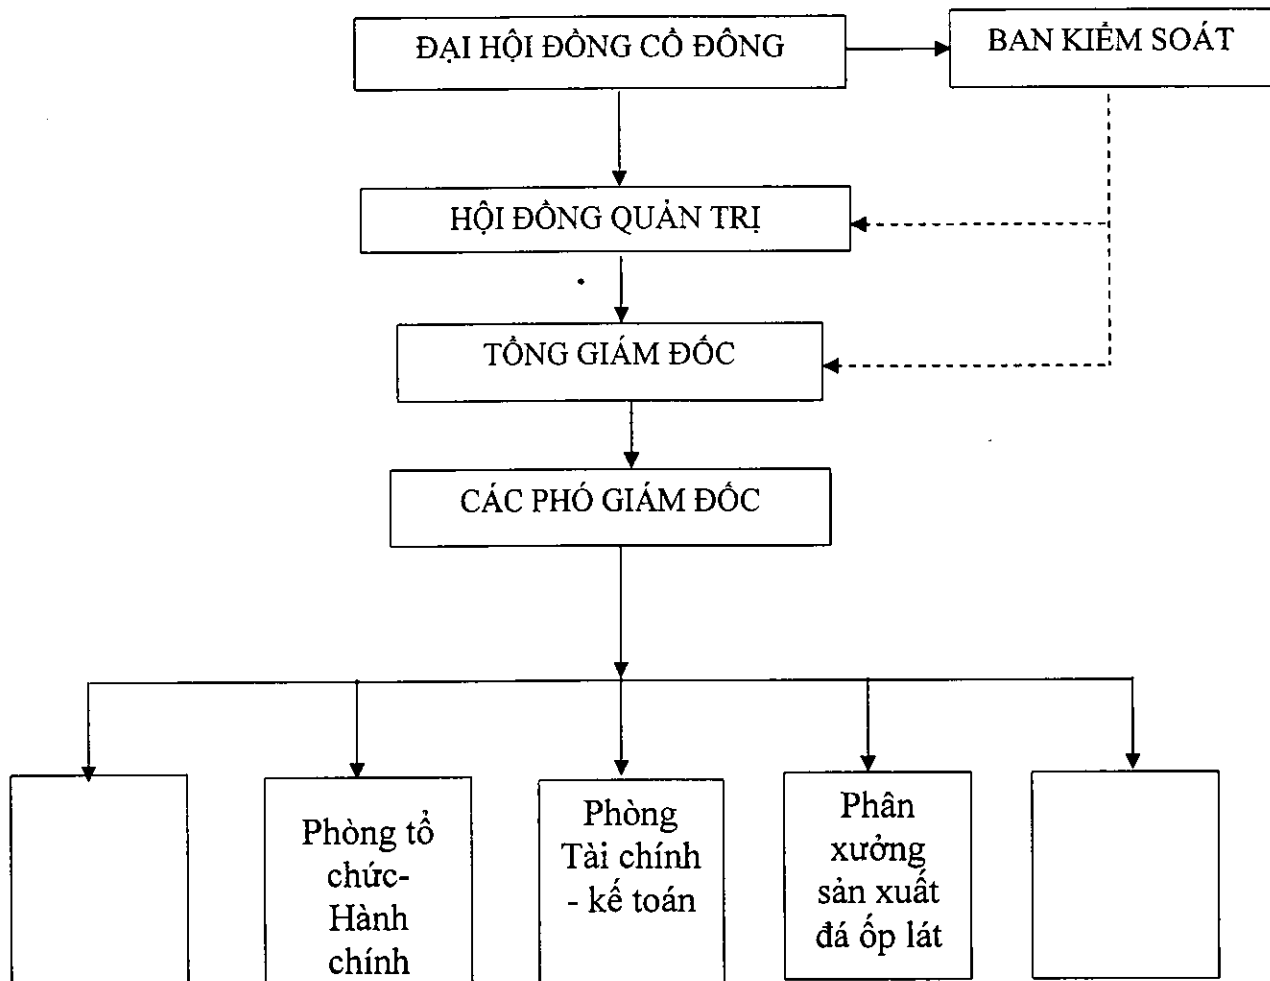 ĐẠI HỘI ĐỒNG CỔ ĐÔNG
BAN KIỂM SOÁT
HỘI ĐỒNG QUẢN TRỊ
TỔNG GIÁM ĐỐC
CÁC PHÓ GIÁM ĐỐC
Phòng tổ
chức-
Hành
chính
Phòng
Tài chính
- kế toán
Phân
xưởng
sản xuất
đá ốp lát